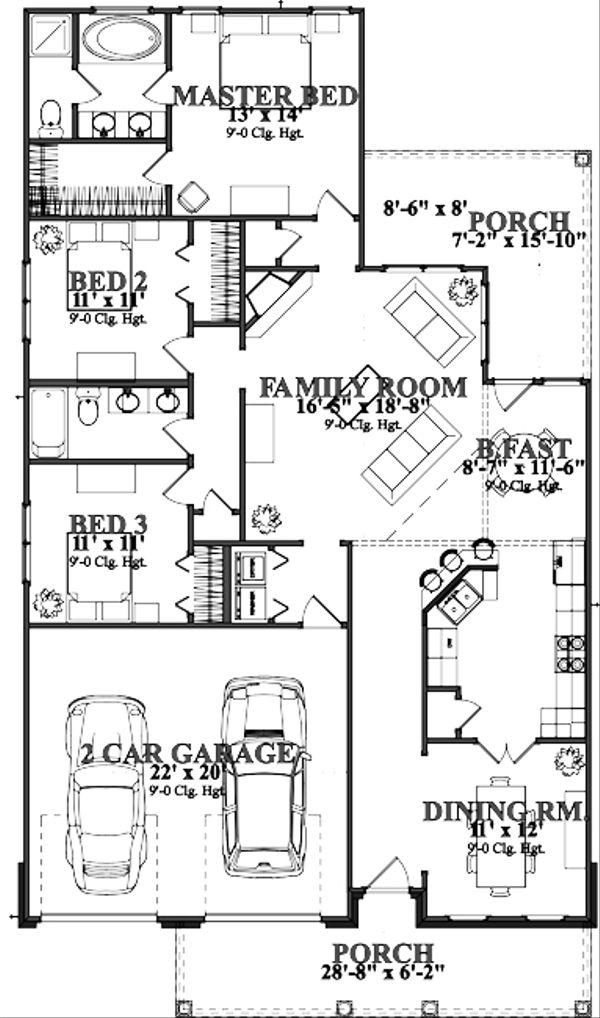 MASTER BED
13' x 14'
9'-0 Clg. Hgt.
8'-6" x 8'
PORCH
7'-2" x 15'-10"
BED 2
11' x 11'
9'-0 Clg. Hgt.
FAMILY ROOM
16'-5" x 18'-8"
9'-0 Clg. Hgt.
B.FAST
8'-7" x 11'-6"
9'-0 Clg. Hgt.
BED 3
11' x 11'
9'-0 Clg. Hgt.
2 CAR GARAGE
22' x 20'
9'-0 Clg. Hgt.
DINING RM.
11' x 12'
9'-0 Clg. Hgt.
PORCH
28'-8" x 6'-2"